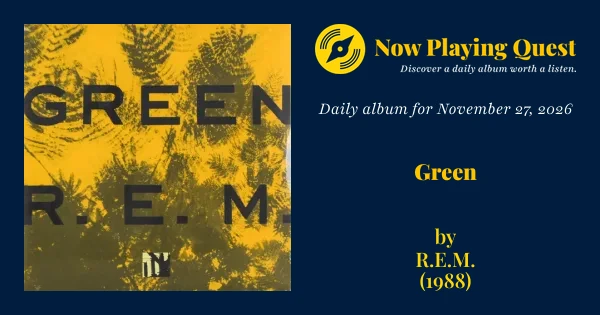 GREEN
R. E. M.
Now Playing Quest
Discover a daily album worth a listen.
Daily album for November 27, 2026
Green
by
R.E.M.
(1988)